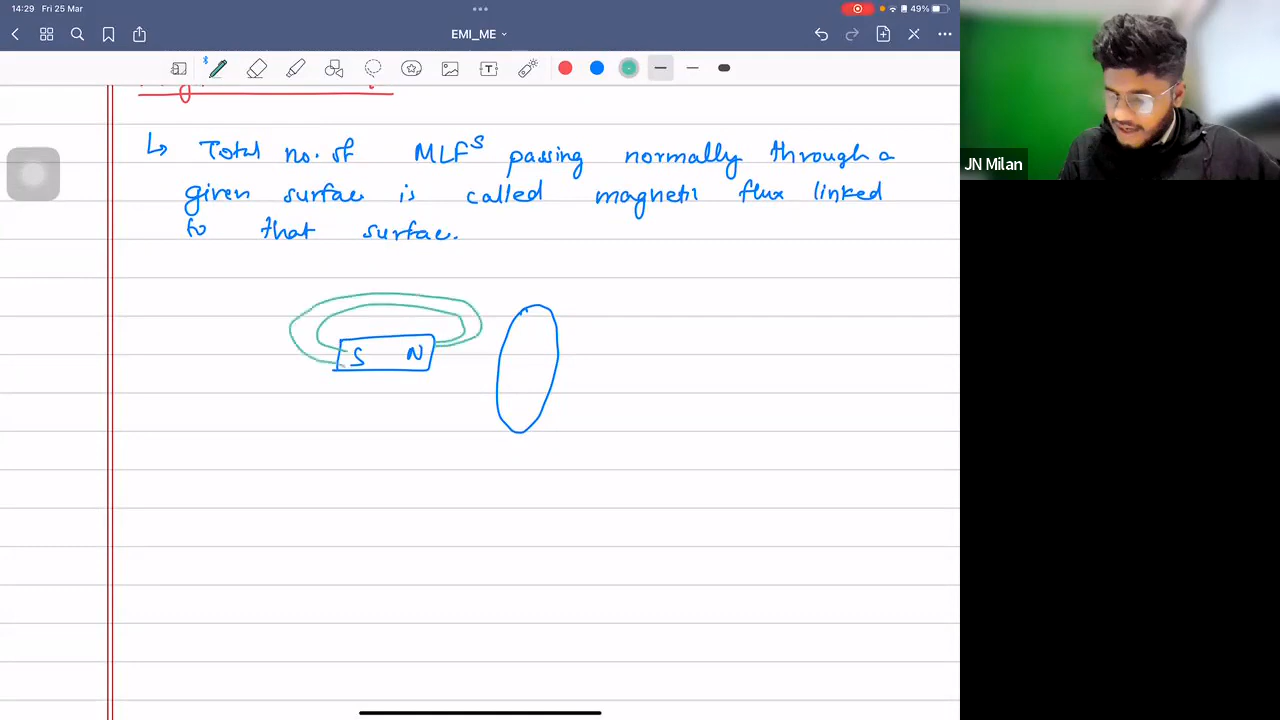 14:29 Fri 25 Mar
49%
EMI_ME
T
JN Milan
↳ Total no. of MLFs passing normally through a
given surface is called magnetic flux linked
to that surface.
S N